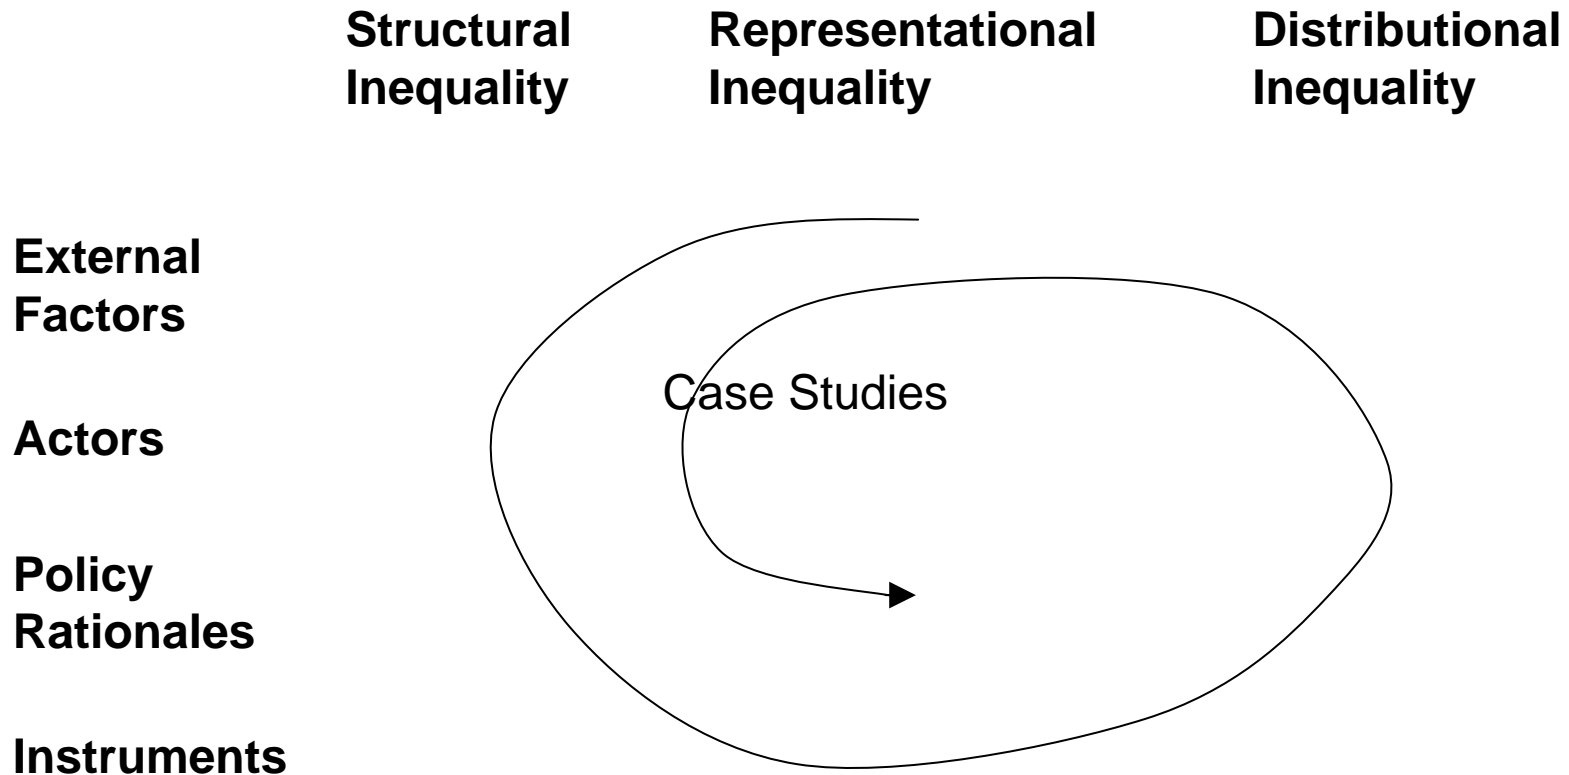 Structural Inequality
Representational Inequality
Distributional Inequality
External
Factors
Case Studies
Actors
Policy
Rationales
Instruments